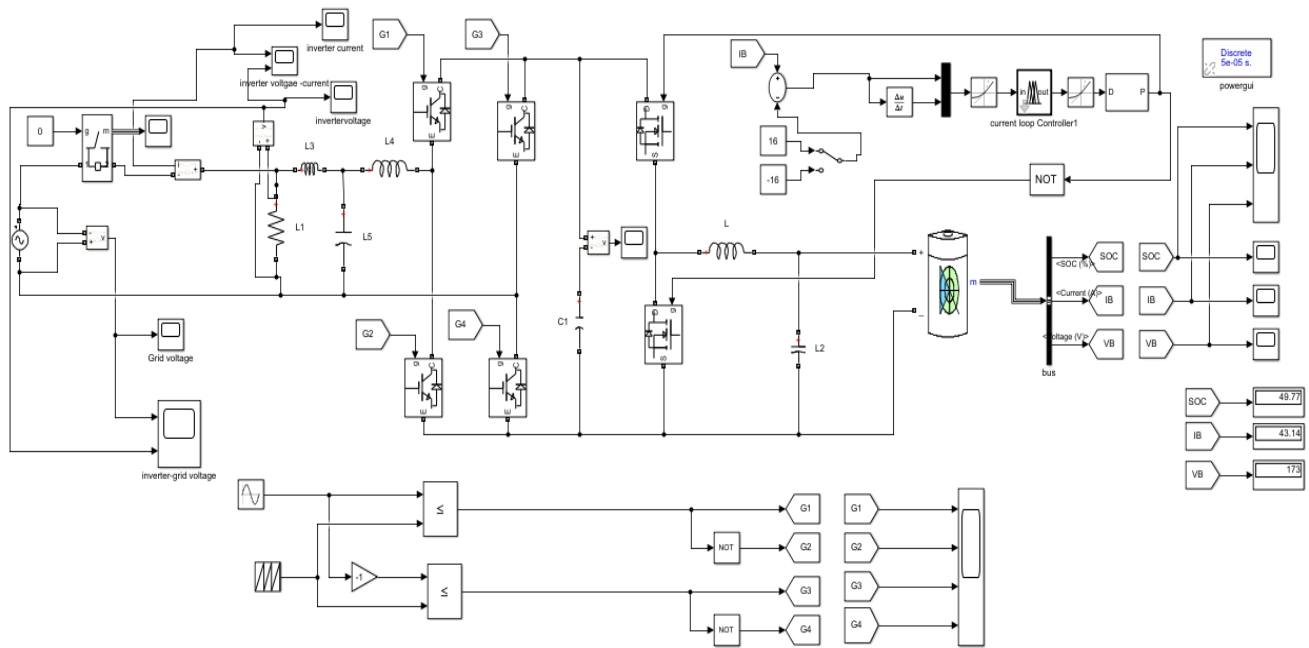 inverter current
G1
G3
IB
Discrete
5e-05 s.
powergui
inverter voltgae -current
invertervoltage
g
C
E
g
C
E
D
g
S
+
-
Δu
Δt
in
out
current loop Controller1
D
P
0
g
m
v
+
-
L3
L4
16
-16
NOT
i
+
-
L1
L5
L
v
+
-
v
+
-
SOC
<SOC (%)>
SOC
+
m
<Current (A)>
IB
IB
-
D
g
S
C1
L2
G2
G4
Grid voltage
VB
VB
bus
g
C
E
g
C
E
SOC
49.77
IB
43.14
VB
173
inverter-grid voltage
≤
G1
G1
NOT
G2
G2
-1
≤
G3
G3
NOT
G4
G4